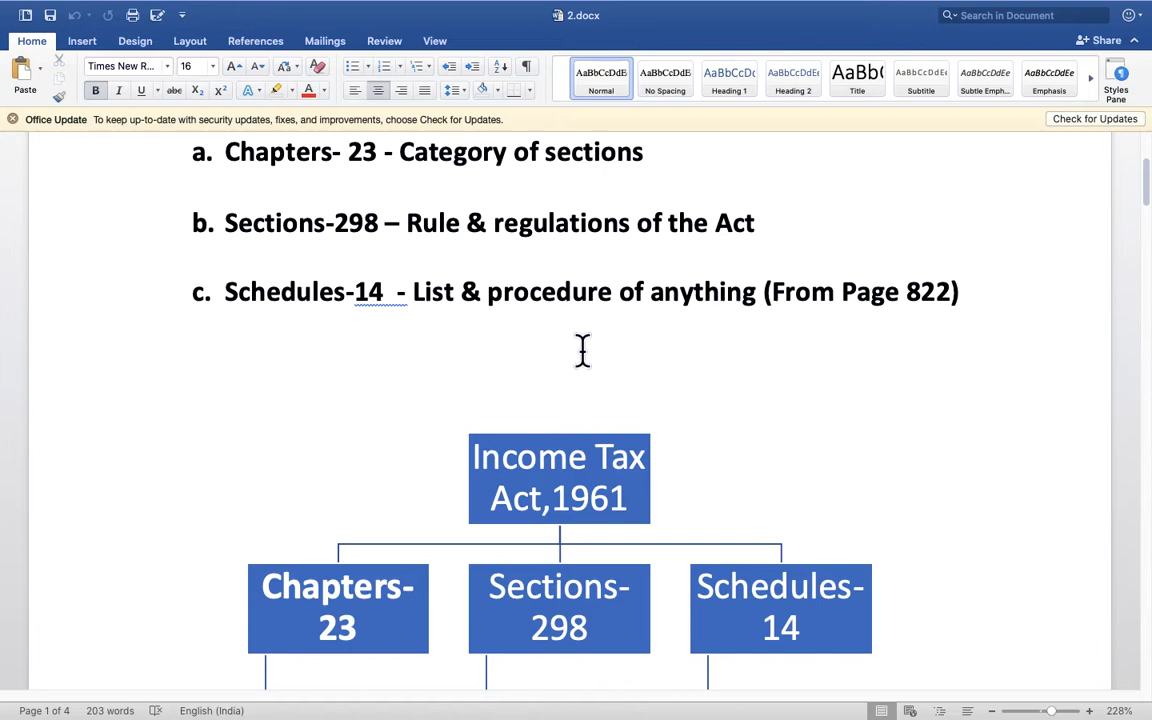 2.docx
Search in Document
Home Insert Design Layout References Mailings Review View
Share
Paste
Times New R... 16
AaBbCcDdE AaBbCcDdE AaBbCcDc AaBbCcDdE AaBb( AaBbCcDdE AaBbCcDdE AaBbCcDdE
Normal No Spacing Heading 1 Heading 2 Title Subtitle Subtle Emph... Emphasis
Styles
Pane
Office Update To keep up-to-date with security updates, fixes, and improvements, choose Check for Updates.
Check for Updates
a. Chapters- 23 - Category of sections
b. Sections-298 – Rule & regulations of the Act
c. Schedules-14 - List & procedure of anything (From Page 822)
Income Tax
Act,1961
Chapters-
23
Sections-
298
Schedules-
14
Page 1 of 4 203 words English (India) 228%